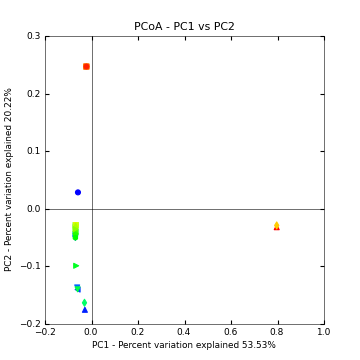 PCoA - PC1 vs PC2
0.3
0.2
0.1
0.0
−0.1
−0.2
PC2 - Percent variation explained 20.22%
−0.2 0.0 0.2 0.4 0.6 0.8 1.0
PC1 - Percent variation explained 53.53%